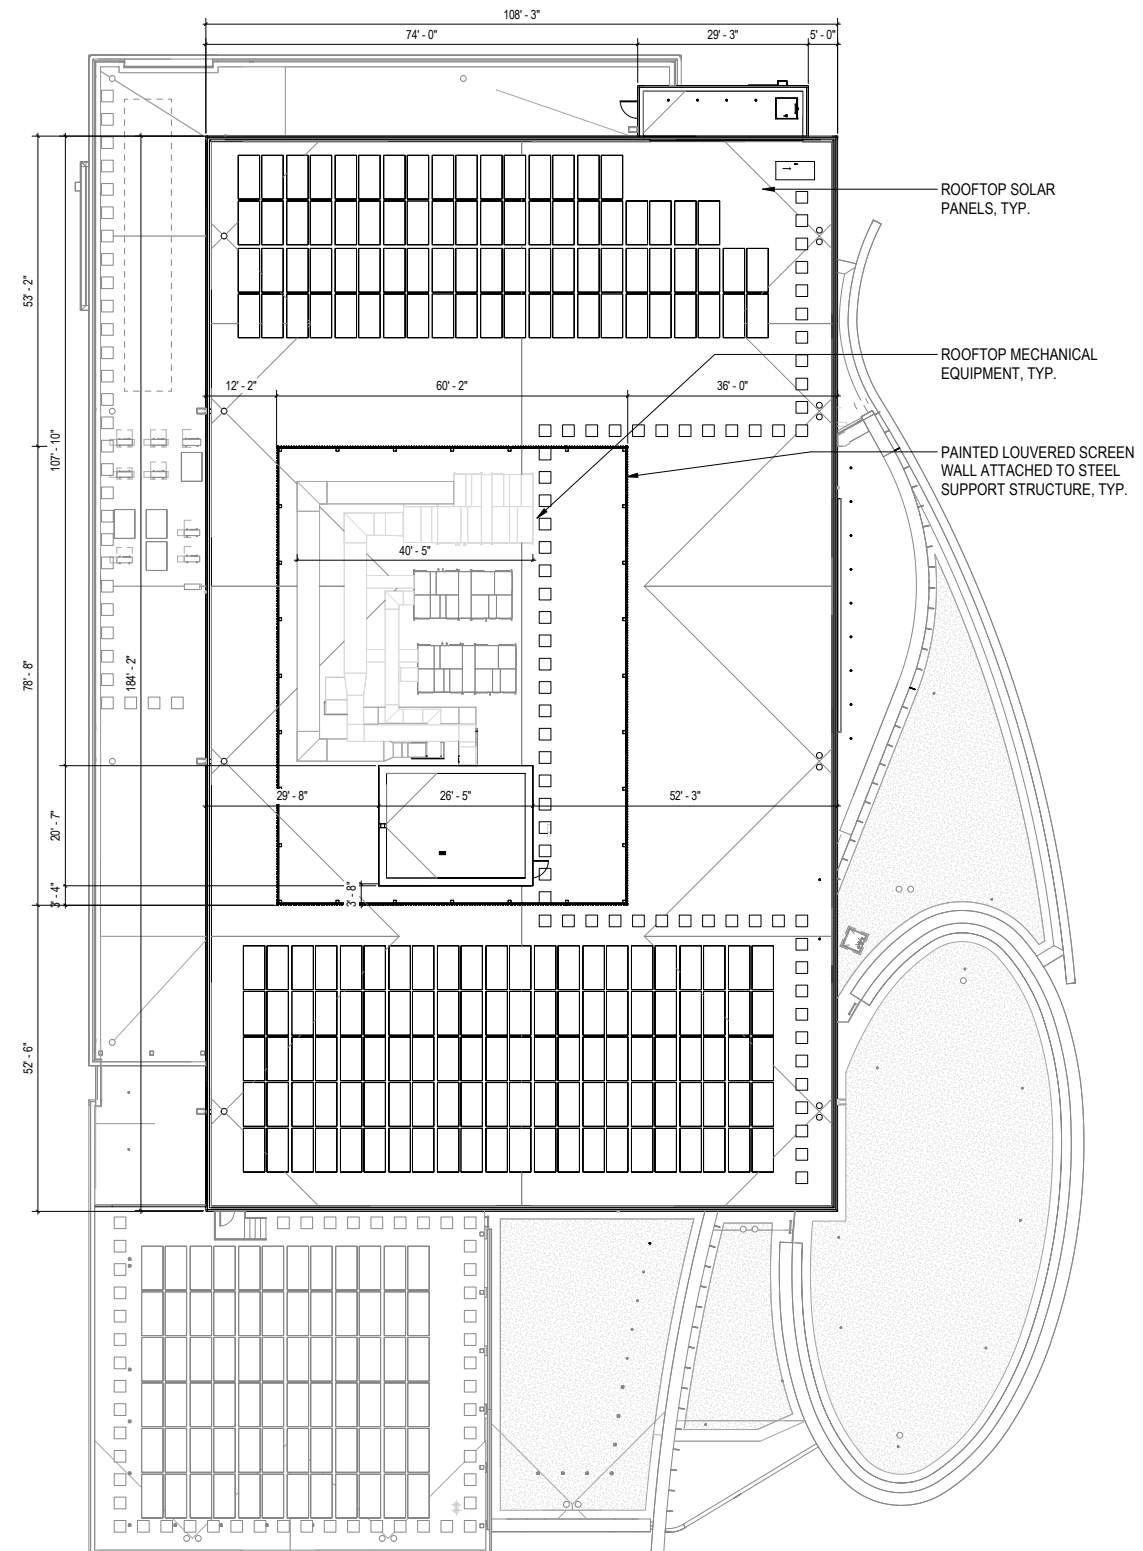 108' - 3"
74' - 0"
29' - 3"
5' - 0"
ROOFTOP SOLAR
PANELS, TYP.
53' - 2"
ROOFTOP MECHANICAL
EQUIPMENT, TYP.
12' - 2"
60' - 2"
36' - 0"
107' - 10"
PAINTED LOUVERED SCREEN
WALL ATTACHED TO STEEL
SUPPORT STRUCTURE, TYP.
40' - 5"
78' - 8"
184' - 2"
29' - 8"
26' - 5"
52' - 3"
20' - 7"
3' - 4"
3' - 8"
52' - 6"